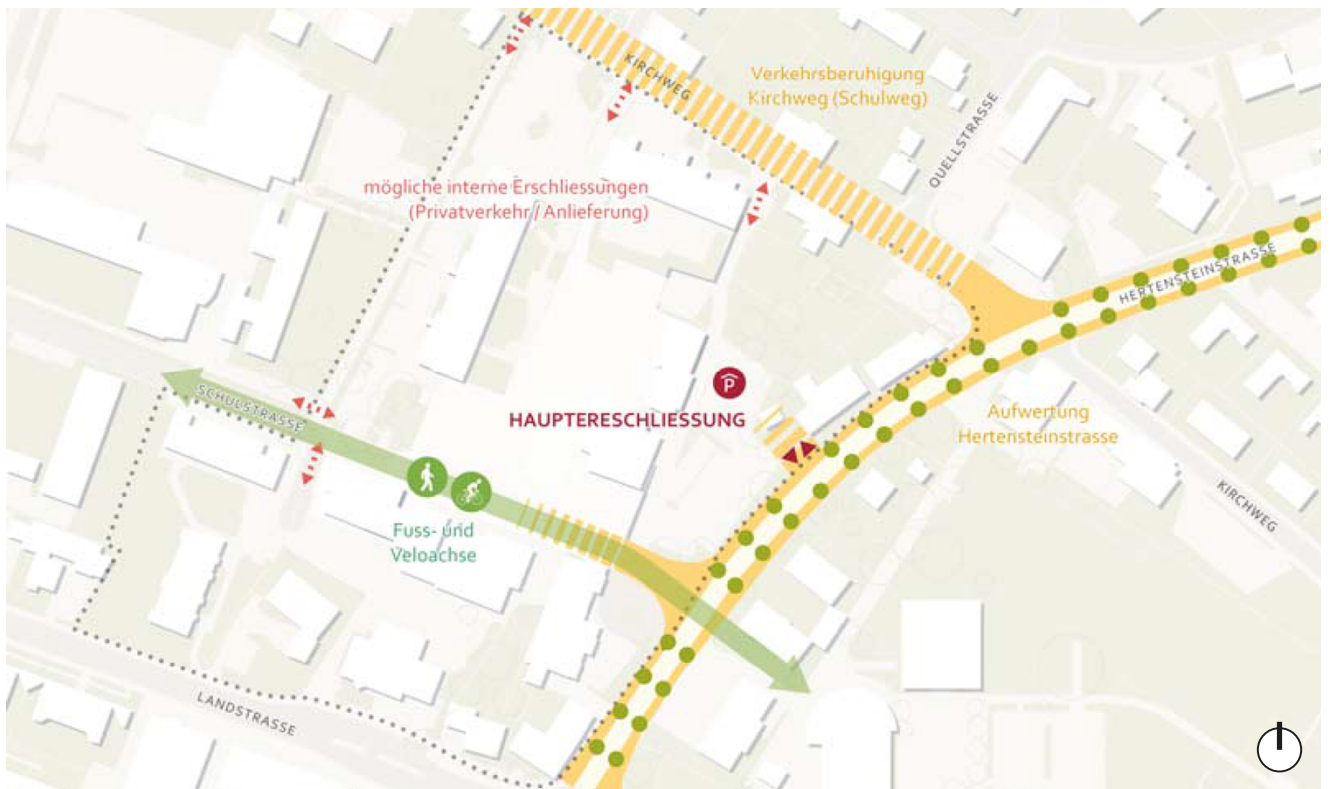 KIRCHWEG
Verkehrsberuhigung
Kirchweg (Schulweg)
QUELLSTRASSE
mögliche interne Erschliessungen
(Privatverkehr / Anlieferung)
HERTENSTEINSTRASSE
P
SCHULSTRASSE
HAUPTERESCHLIESSUNG
Aufwertung
Hertensteinstrasse
KIRCHWEG
Fuss- und
Veloachse
LANDSTRASSE